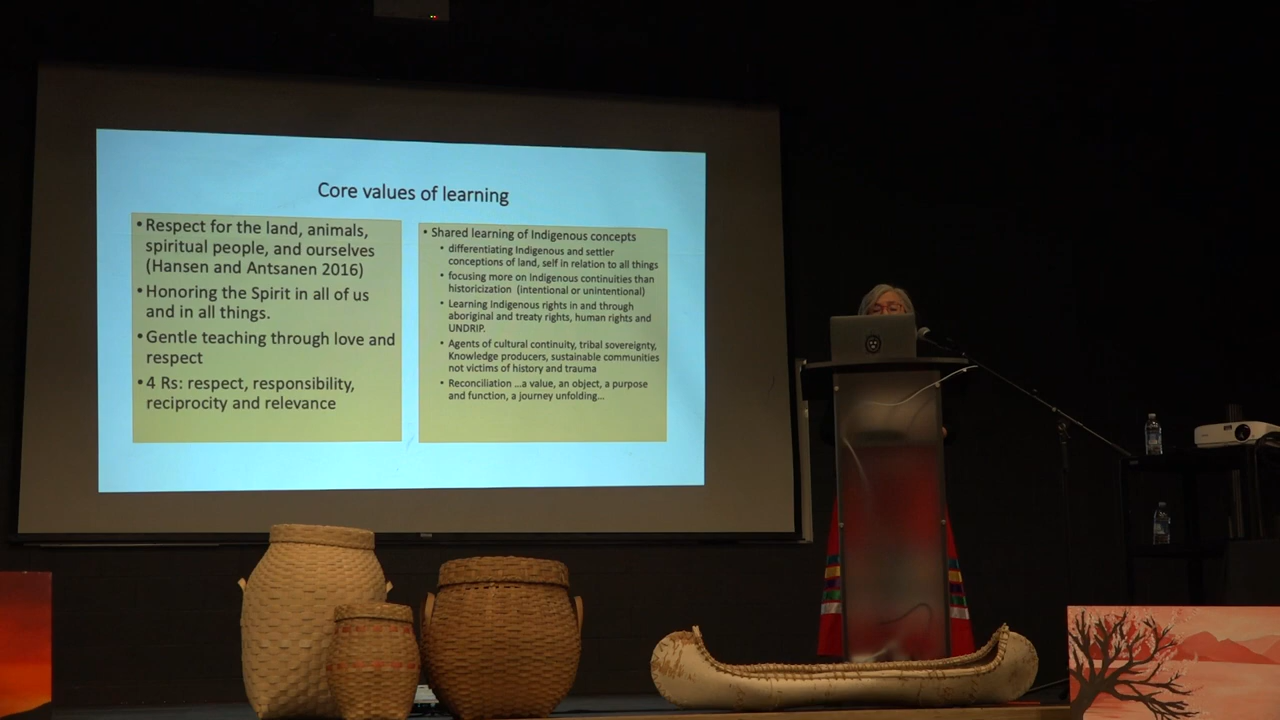 Core values of learning
• Respect for the land, animals,
spiritual people, and ourselves
(Hansen and Antsanen 2016)
• Honoring the Spirit in all of us
and in all things.
• Gentle teaching through love and
respect
• 4 Rs: respect, responsibility,
reciprocity and relevance
• Shared learning of Indigenous concepts
• differentiating Indigenous and settler
conceptions of land, self in relation to all things
• focusing more on Indigenous continuities than
historicization (intentional or unintentional)
• Learning Indigenous rights in and through
aboriginal and treaty rights, human rights and
UNDRIP.
• Agents of cultural continuity, tribal sovereignty,
Knowledge producers, sustainable communities
not victims of history and trauma
• Reconciliation ...a value, an object, a purpose
and function, a journey unfolding...